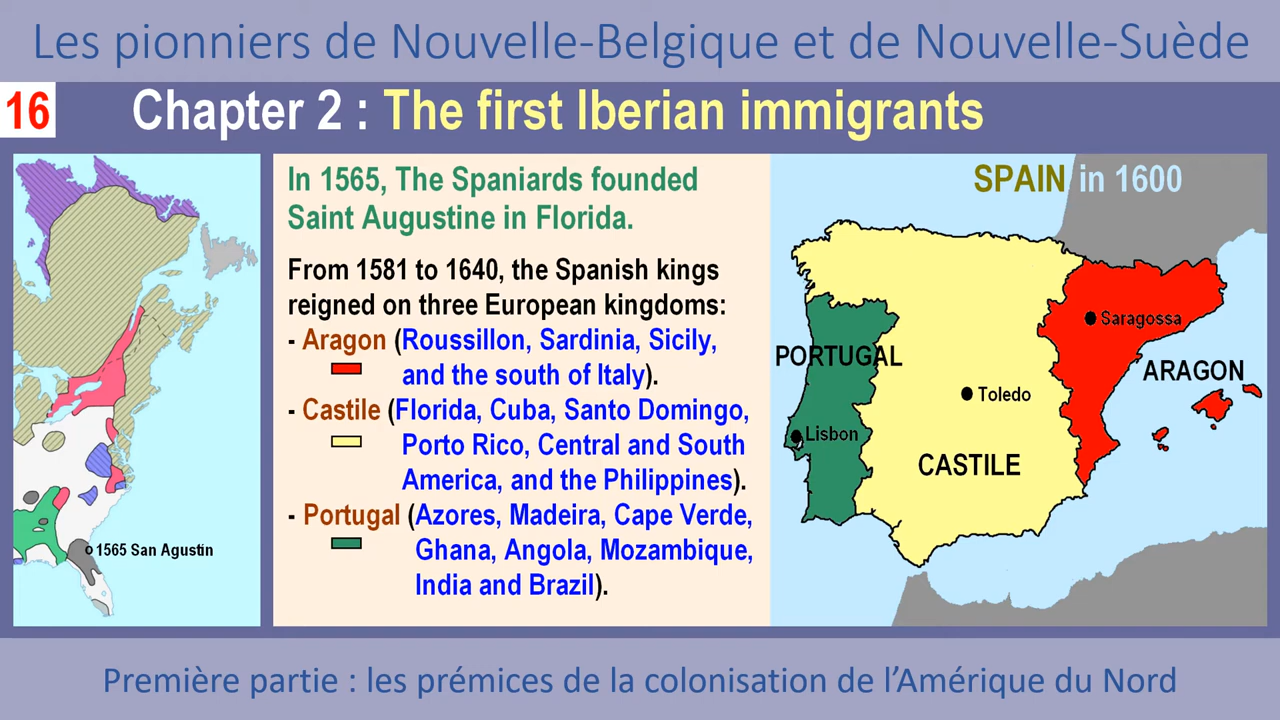 Les pionniers de Nouvelle-Belgique et de Nouvelle-Suède
16
Chapter 2 : The first Iberian immigrants
1565 San Agustin
In 1565, The Spaniards founded
Saint Augustine in Florida.
From 1581 to 1640, the Spanish kings
reigned on three European kingdoms:
- Aragon (Roussillon, Sardinia, Sicily,
and the south of Italy).
- Castile (Florida, Cuba, Santo Domingo,
Porto Rico, Central and South
America, and the Philippines).
- Portugal (Azores, Madeira, Cape Verde,
Ghana, Angola, Mozambique,
India and Brazil).
SPAIN in 1600
Saragossa
PORTUGAL
ARAGON
Toledo
Lisbon
CASTILE
Première partie : les prémices de la colonisation de l’Amérique du Nord